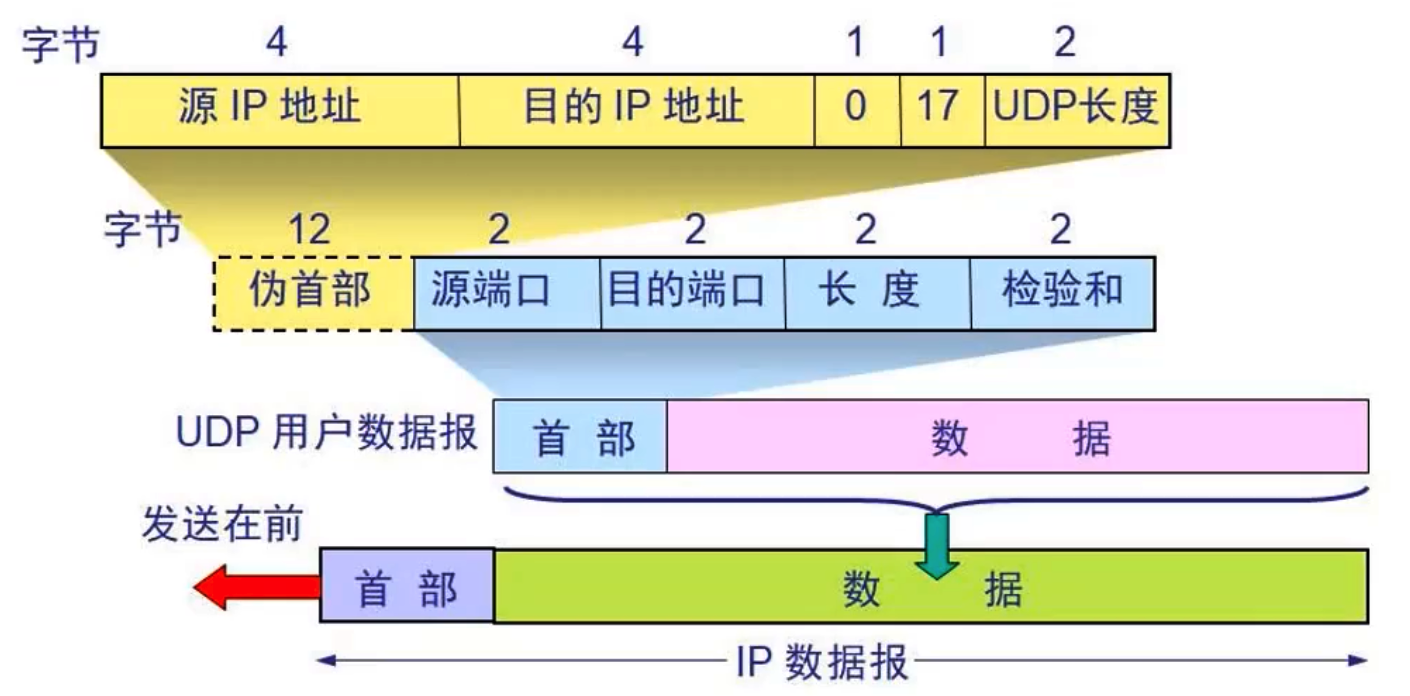 字节 4 4 1 1 2
源 IP 地址 目的 IP 地址 0 17 UDP长度
字节 12 2 2 2 2
伪首部 源端口 目的端口 长 度 检验和
UDP 用户数据报 首 部 数 据
发送在前
首 部 数 据
IP 数据报